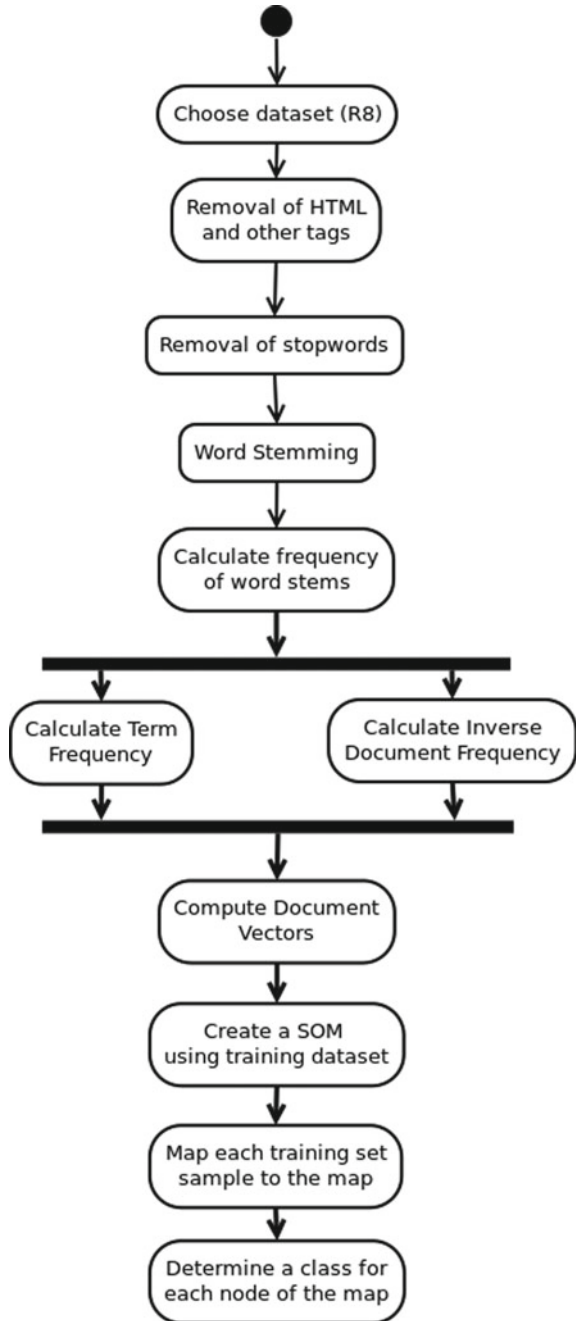 Choose dataset (R8)
Removal of HTML
and other tags
Removal of stopwords
Word Stemming
Calculate frequency
of word stems
Calculate Term
Frequency
Calculate Inverse
Document Frequency
Compute Document
Vectors
Create a SOM
using training dataset
Map each training set
sample to the map
Determine a class for
each node of the map